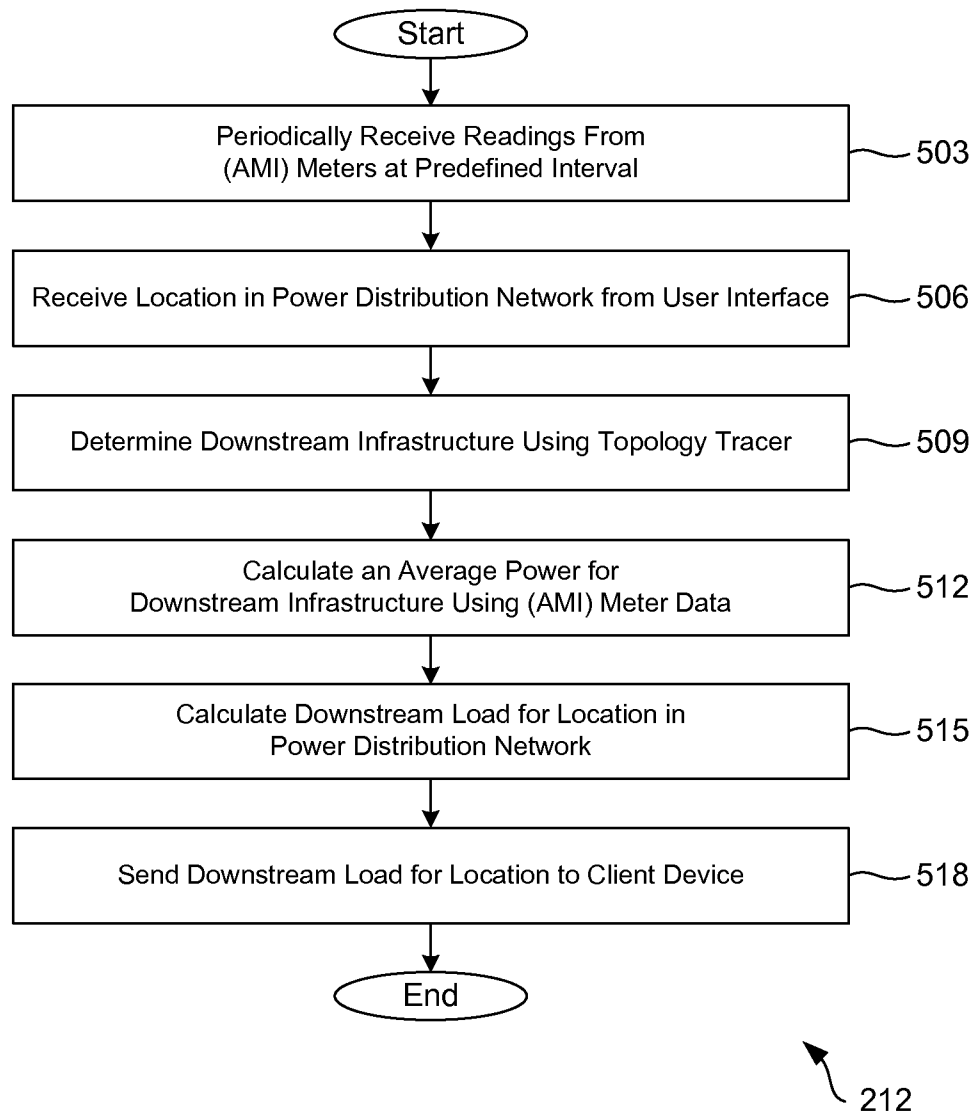 Start
Periodically Receive Readings From
(AMI) Meters at Predefined Interval
503
Receive Location in Power Distribution Network from User Interface
506
Determine Downstream Infrastructure Using Topology Tracer
509
Calculate an Average Power for
Downstream Infrastructure Using (AMI) Meter Data
512
Calculate Downstream Load for Location in
Power Distribution Network
515
Send Downstream Load for Location to Client Device
518
End
212